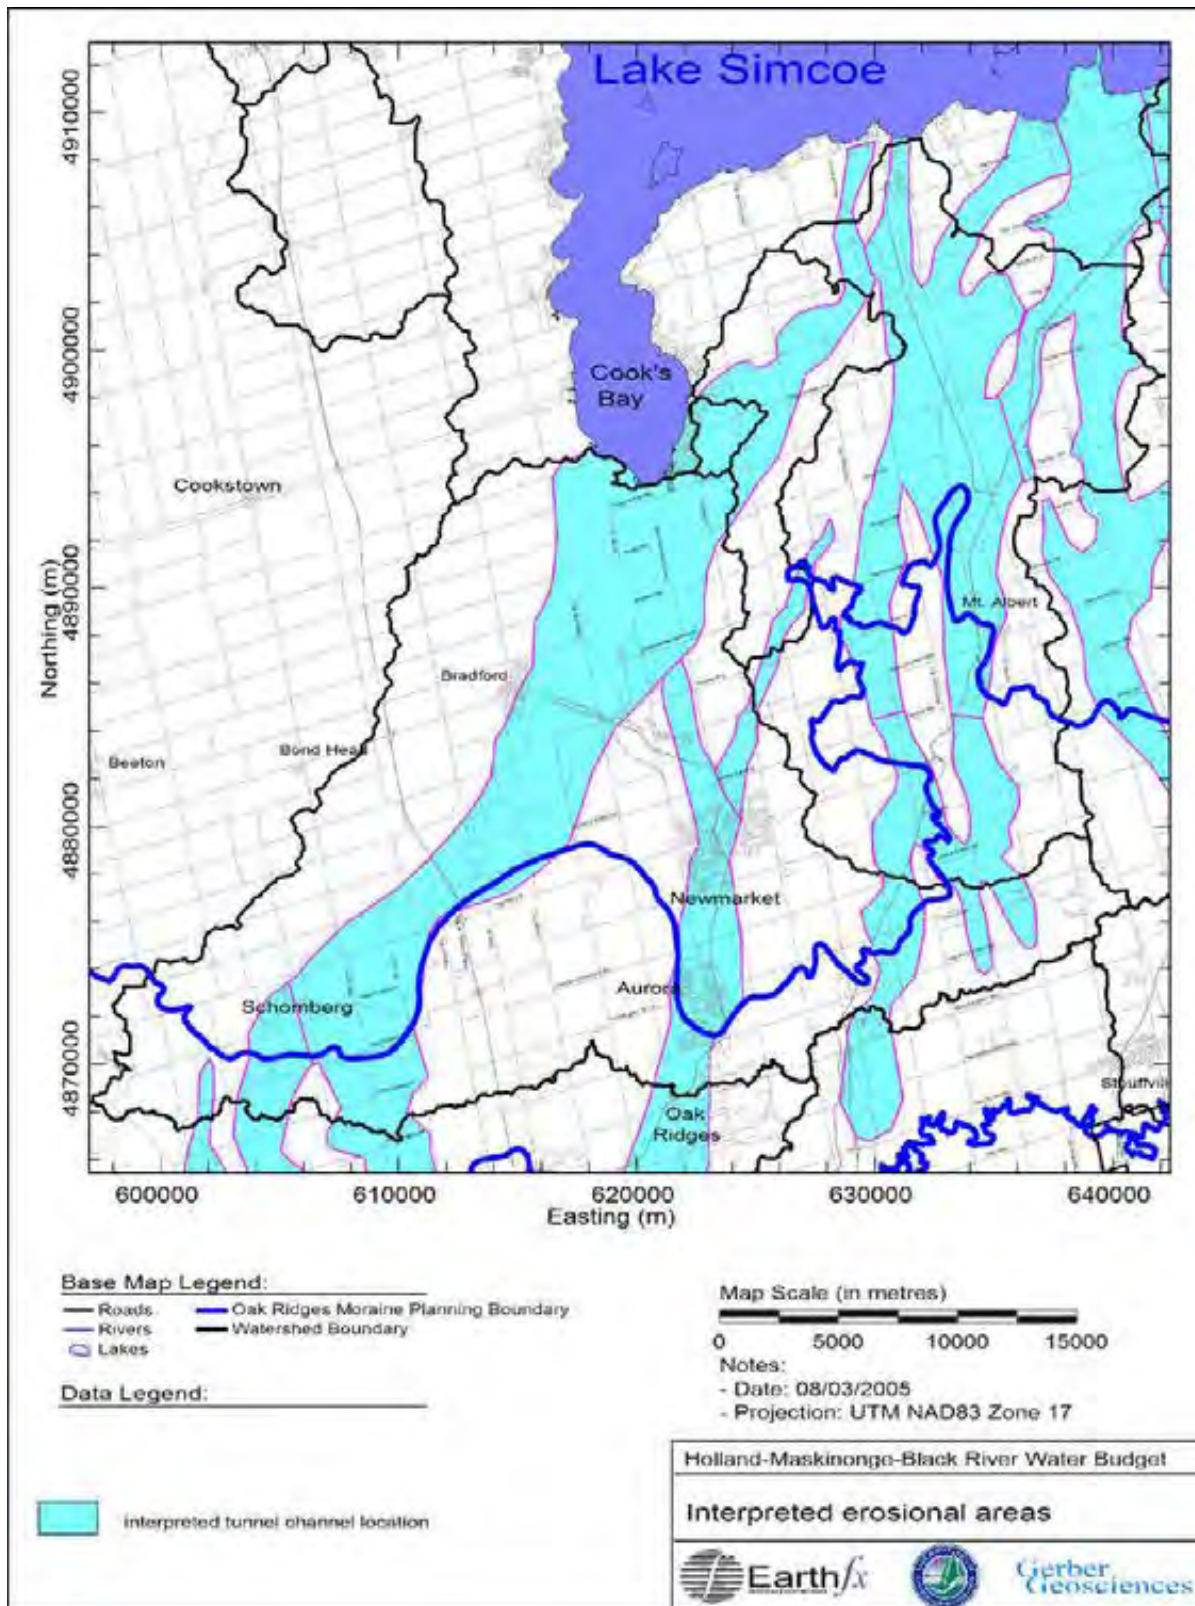 Lake Simcoe
4910000
4900000
Cook's
Bay
Cookstown
4890000
Northing (m)
Mt. Albert
Bradford
Bond Head
Beeton
4880000
Newmarket
Aurora
Schomberg
4870000
Stouffvil
Oak
Ridges
600000 610000 620000 630000 640000
Easting (m)
Base Map Legend:
Roads Oak Ridges Moraine Planning Boundary
Rivers Watershed Boundary
Lakes
Data Legend:
interpreted tunnel channel location
Map Scale (in metres)
0 5000 10000 15000
Notes:
- Date: 08/03/2005
- Projection: UTM NAD83 Zone 17
Holland-Maskinonge-Black River Water Budget
Interpreted erosional areas
Earthfx
Gerber
Geosciences